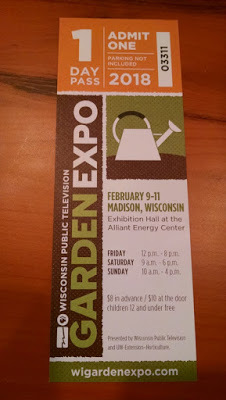 1
DAY
PASS
ADMIT
ONE
PARKING NOT
INCLUDED
2018
03311
WISCONSIN PUBLIC TELEVISION
GARDEN EXPO
FEBRUARY 9-11
MADISON, WISCONSIN
Exhibition Hall at the
Alliant Energy Center
FRIDAY 12 p.m. - 8 p.m.
SATURDAY 9 a.m. - 6 p.m.
SUNDAY 10 a.m. - 4 p.m.
$8 in advance / $10 at the door
children 12 and under free
Presented by Wisconsin Public Television
and UW-Extension–Horticulture.
wigardenexpo.com